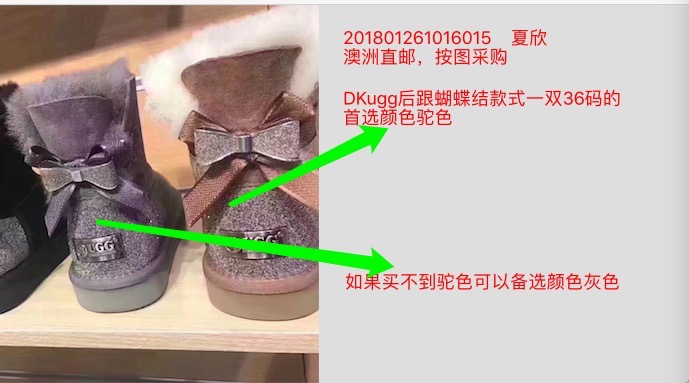 201801261016015 夏欣
澳洲直邮，按图采购
DKugg后跟蝴蝶结款式一双36码的
首选颜色驼色
如果买不到驼色可以备选颜色灰色
UGG
UGG